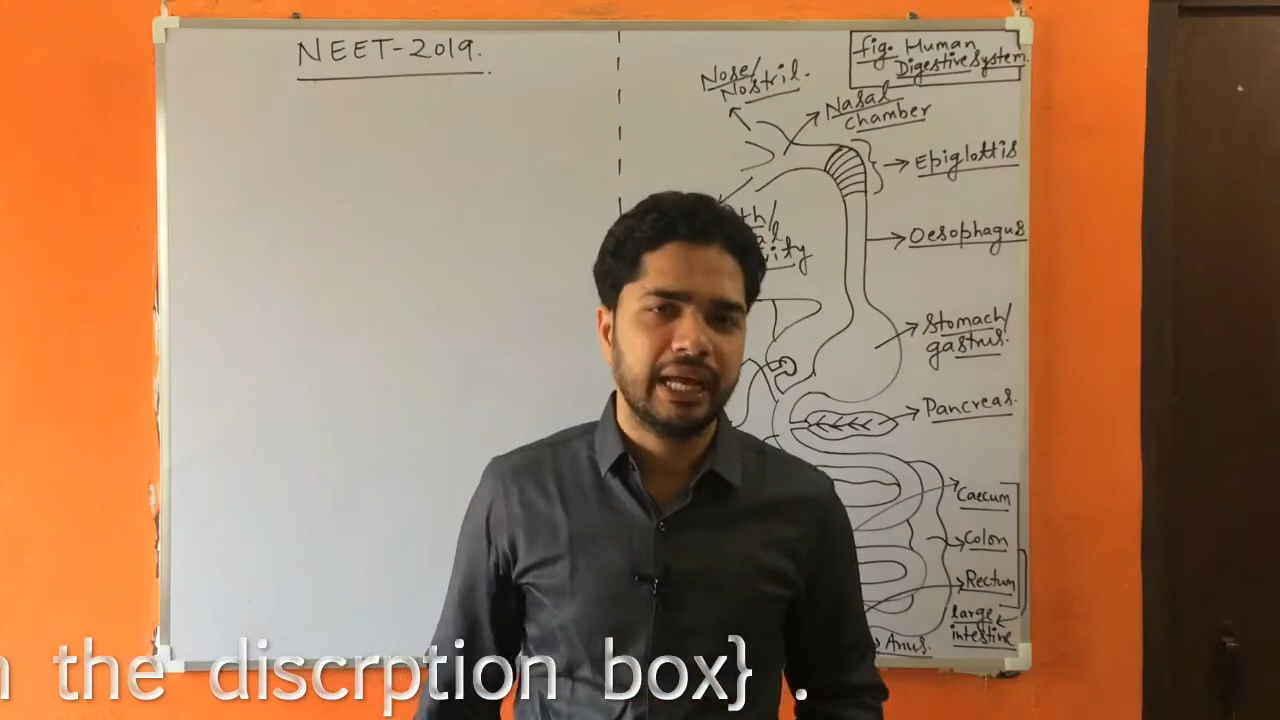 NEET-2019.
fig. Human
Digestive System.
Nose/
Nostril.
Nasal
chamber
Epiglottis
Oesophagus
Stomach/
gastrus.
Pancreas.
Caecum
Colon
Rectum
large
intestine
Anus.
the discrption box} .